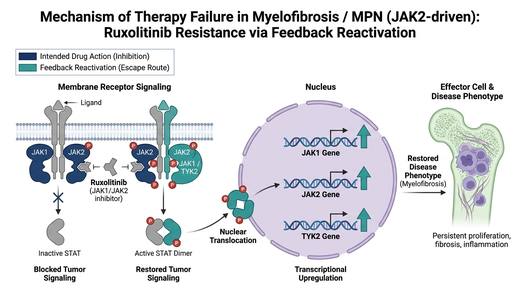 Mechanism of Therapy Failure in Myelofibrosis / MPN (JAK2-driven):
Ruxolitinib Resistance via Feedback Reactivation
Intended Drug Action (Inhibition)
Feedback Reactivation (Escape Route)
Membrane Receptor Signaling
Ligand
P
JAK1
JAK2
P
P
JAK2
P
JAK2
P
P
JAK1 /
TYK2
P
P
Ruxolitinib
(JAK1/JAK2
inhibitor)
Inactive STAT
Blocked Tumor
Signaling
P
P
Active STAT Dimer
Restored Tumor
Signaling
P
P
P
P
Nuclear
Translocation
Nucleus
JAK1 Gene
JAK2 Gene
TYK2 Gene
Transcriptional
Upregulation
Restored
Disease
Phenotype
(Myelofibrosis)
Effector Cell &
Disease Phenotype
Persistent proliferation,
fibrosis, inflammation